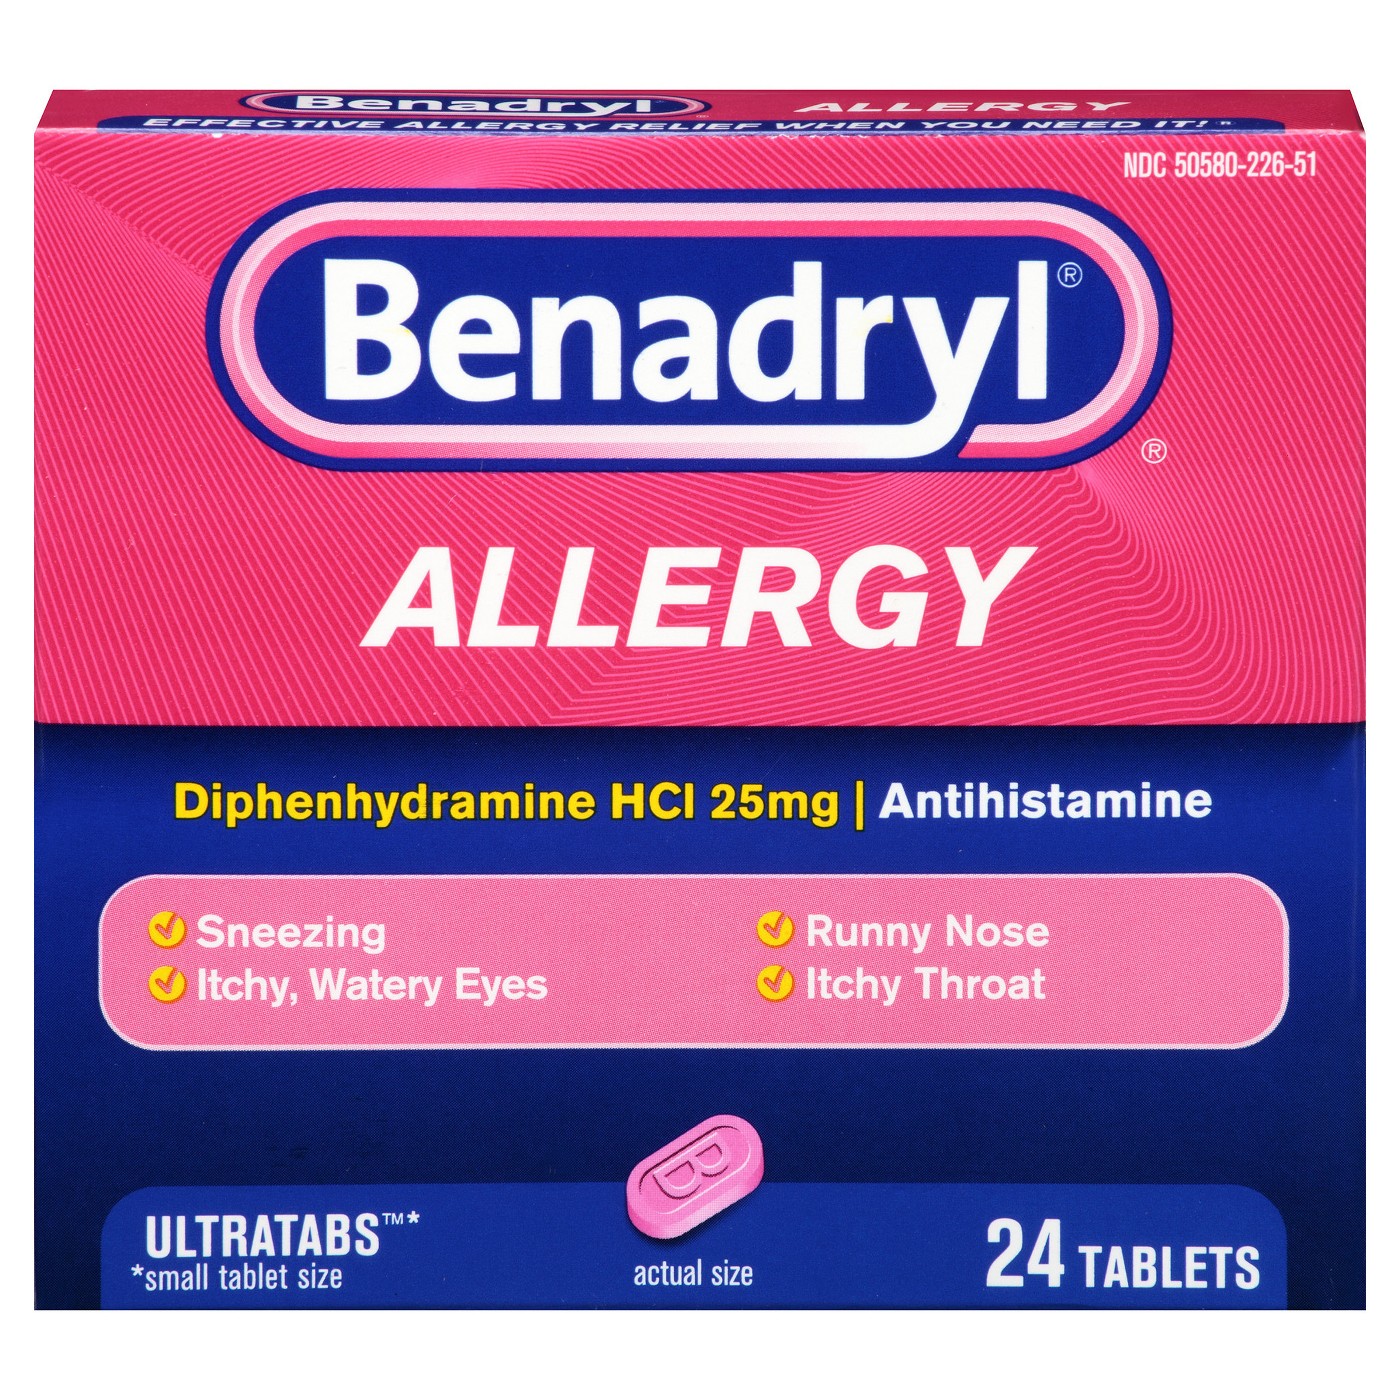 Benadryl ALLERGY
EFFECTIVE ALLERGY RELIEF WHEN YOU NEED IT!
NDC 50580-226-51
Benadryl®
®
ALLERGY
Diphenhydramine HCl 25mg | Antihistamine
Sneezing
Runny Nose
Itchy, Watery Eyes
Itchy Throat
B
ULTRATABS™*
*small tablet size
actual size
24 TABLETS